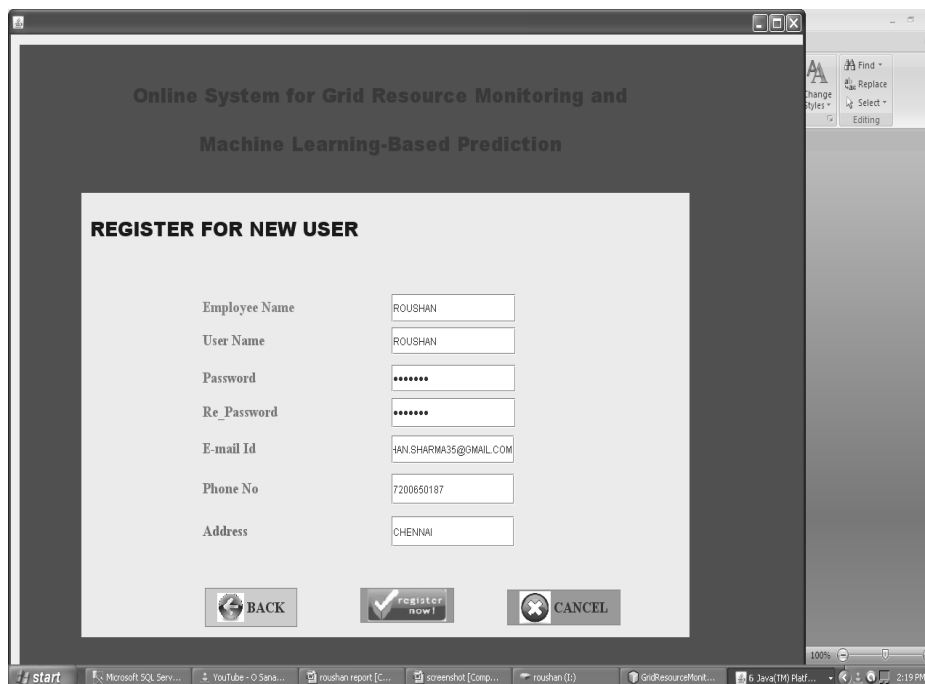 Online System for Grid Resource Monitoring and
Machine Learning-Based Prediction
REGISTER FOR NEW USER
Employee Name ROUSHAN
User Name ROUSHAN
Password •••••••
Re_Password •••••••
E-mail Id HAN.SHARMA35@GMAIL.COM
Phone No 7200650187
Address CHENNAI
BACK
register
now!
CANCEL
Change
Styles
Find
Replace
Select
Editing
100%
start
Microsoft SQL Serv...
YouTube - O Sana...
roushan report [C...
screenshot [Comp...
roushan (I:)
GridResourceMonit...
6 Java(TM) Platf...
2:19 PM